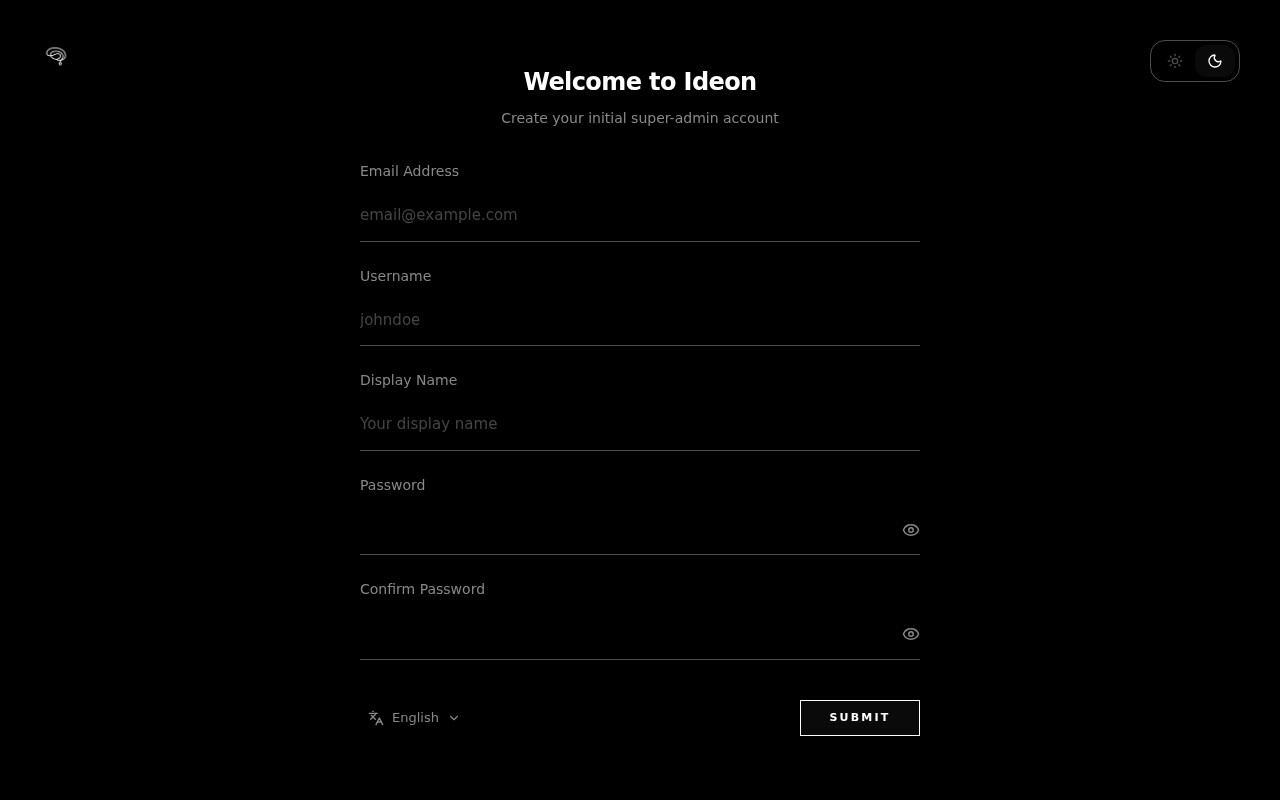 Welcome to Ideon
Create your initial super-admin account
Email Address
email@example.com
Username
johndoe
Display Name
Your display name
Password
Confirm Password
English
SUBMIT